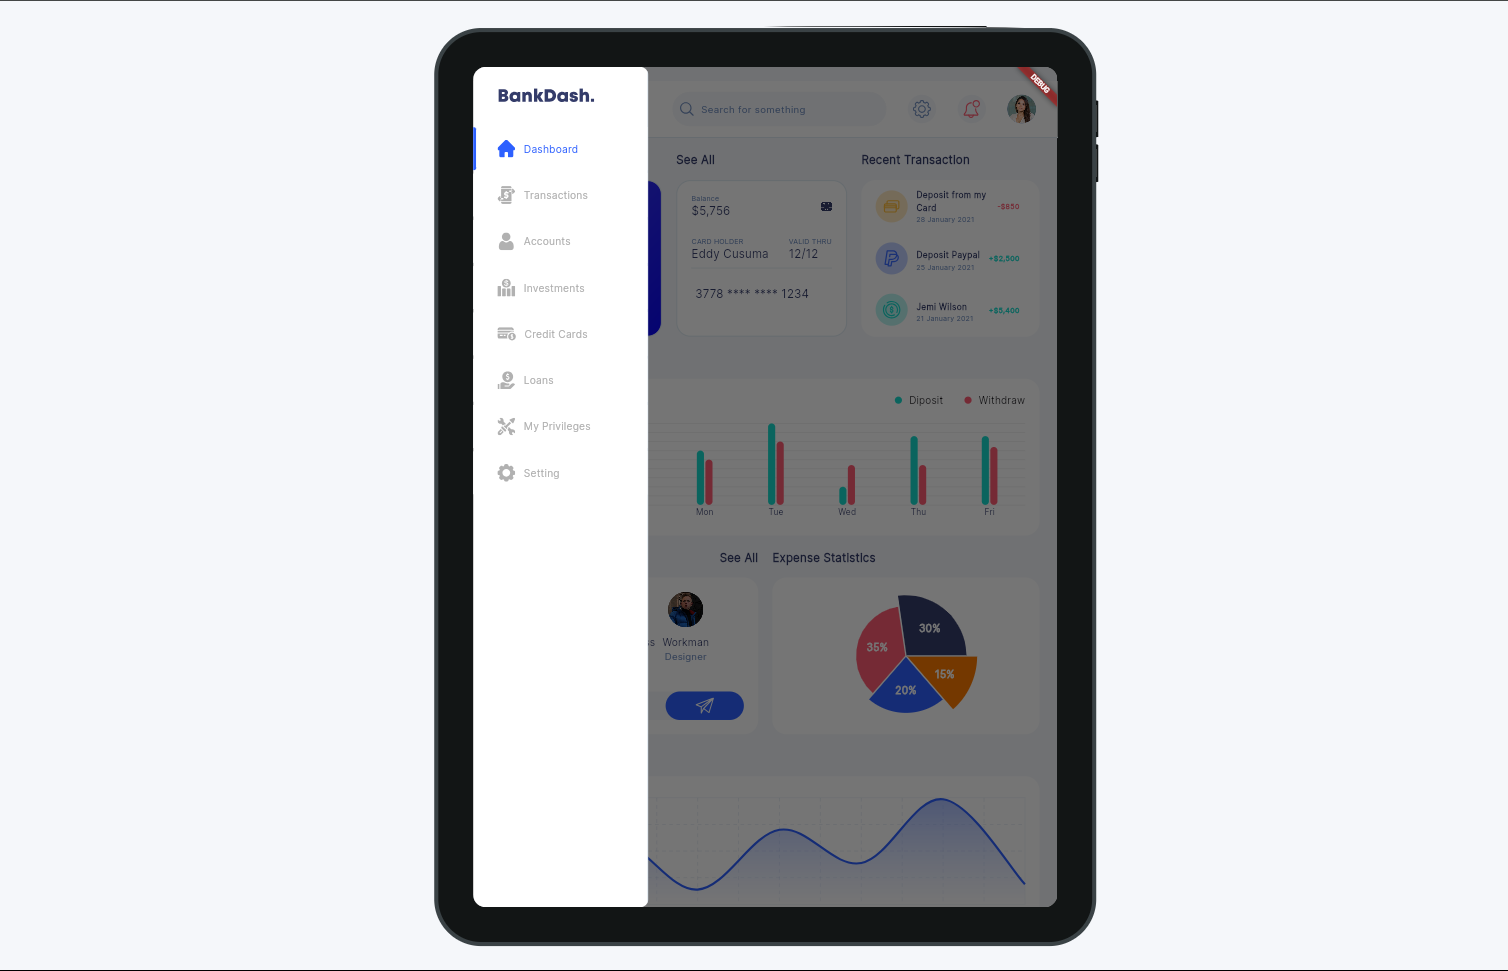 BankDash.
Dashboard
Transactions
Accounts
Investments
Credit Cards
Loans
My Privileges
Setting
Search for something
DEBUG
See All
Recent Transaction
Balance
$5,756
CARD HOLDER
VALID THRU
Eddy Cusuma
12/12
3778 **** **** 1234
Deposit from my
Card
28 January 2021
-$850
Deposit Paypal
25 January 2021
+$2,500
Jemi Wilson
21 January 2021
+$5,400
Diposit
Withdraw
Mon
Tue
Wed
Thu
Fri
See All
Expense Statistics
ss
Workman
Designer
30%
35%
15%
20%